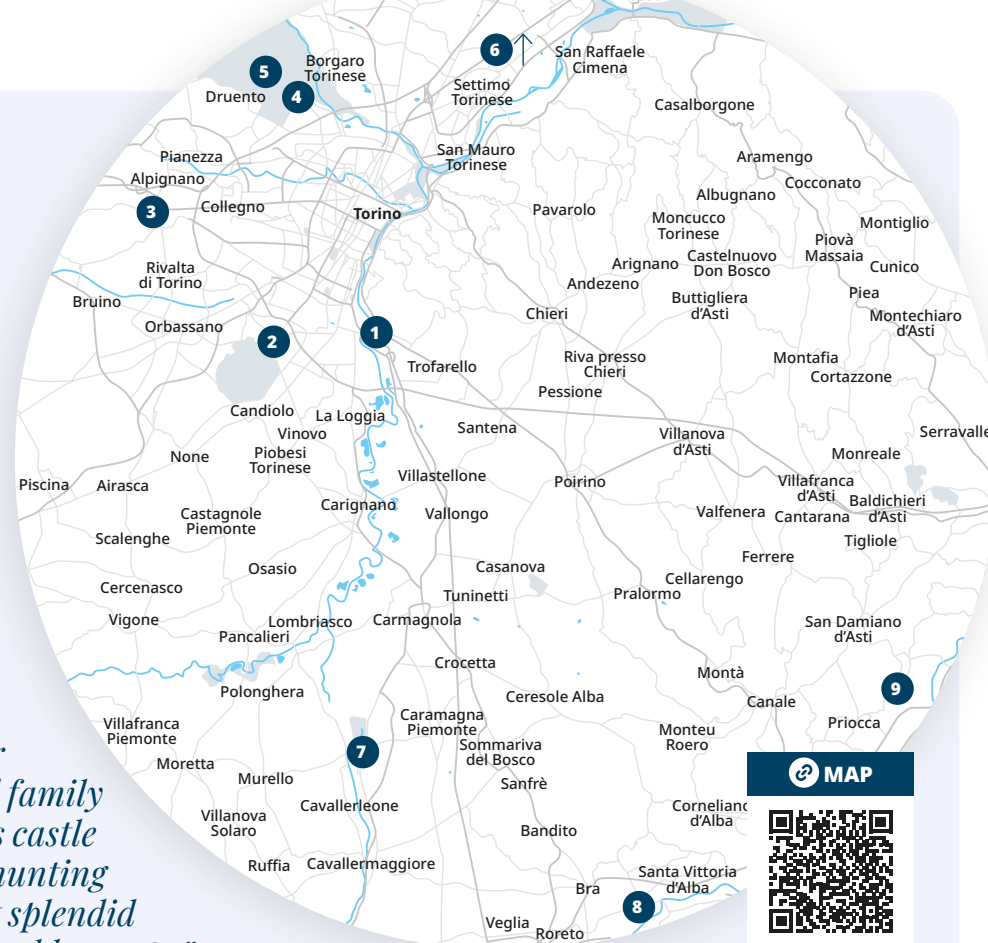 6
San Raffaele
Cimena
Borgaro
Torinese
5
Settimo
Torinese
Druento
4
Casalborgone
San Mauro
Torinese
Pianezza
Aramengo
Alpignano
Cocconato
Albugnano
3
Collegno
Torino
Pavarolo
Moncucco
Torinese
Montiglio
Piovà
Massaia
Rivalta
di Torino
Arignano
Castelnuovo
Don Bosco
Cunico
Andezeno
Bruino
Buttigliera
d’Asti
Piea
Chieri
Montechiaro
d’Asti
Orbassano
1
2
Riva presso
Chieri
Montafia
Trofarello
Cortazzone
Pessione
Candiolo
La Loggia
Vinovo
Santena
Villanova
d’Asti
Serravalle
None
Piobesi
Torinese
Monreale
Piscina
Airasca
Villastellone
Poirino
Villafranca
d’Asti
Baldichieri
d’Asti
Carignano
Vallongo
Valfenera
Cantarana
Castagnole
Piemonte
Scalenghe
Tigliole
Ferrere
Osasio
Casanova
Cellarengo
Cercenasco
Tuninetti
Pralormo
Vigone
Lombriasco
Carmagnola
San Damiano
d’Asti
Pancalieri
Crocetta
Montà
9
Polonghera
Ceresole Alba
Canale
Villafranca
Piemonte
Caramagna
Piemonte
Priocca
Monteu
Roero
7
Sommariva
del Bosco
Moretta
Murello
Sanfrè
MAP
Villanova
Solaro
Cavallerleone
Corneliano
d’Alba
Bandito
Ruffia
Cavallermaggiore
Santa Vittoria
d’Alba
Bra
8
Veglia
Roreto
family
castle
hunting
splendid